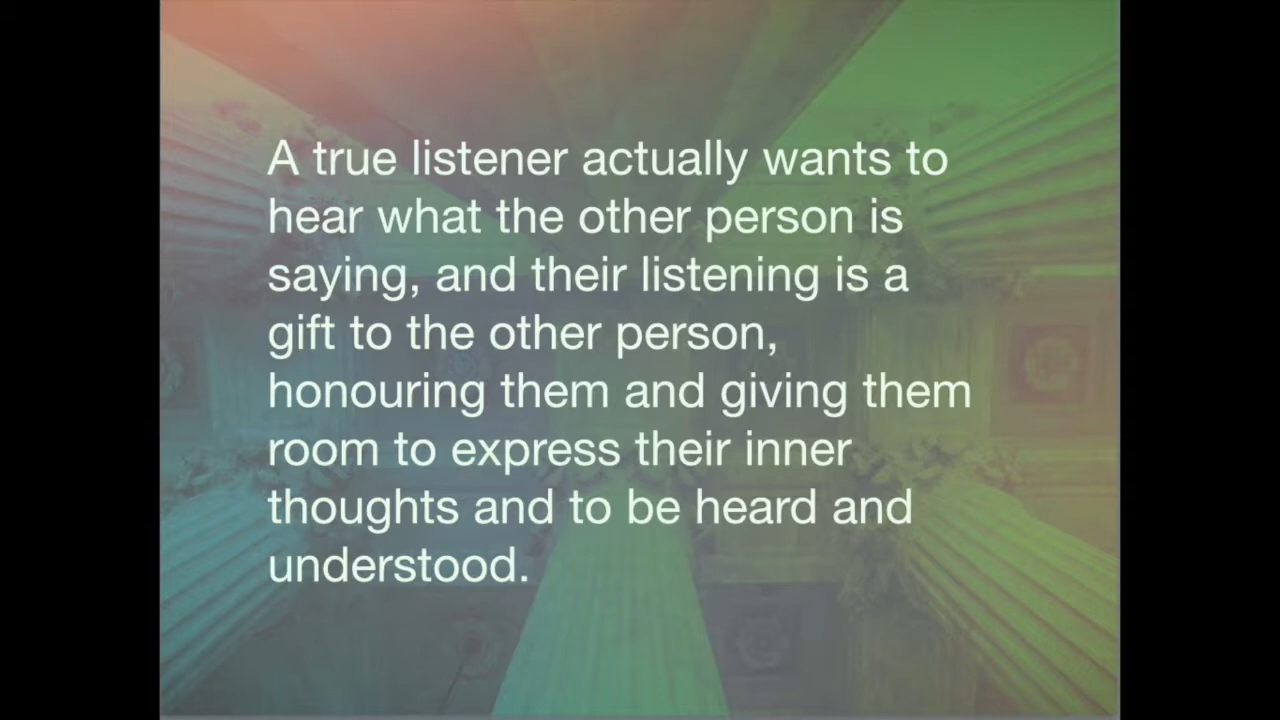 A true listener actually wants to
hear what the other person is
saying, and their listening is a
gift to the other person,
honouring them and giving them
room to express their inner
thoughts and to be heard and
understood.